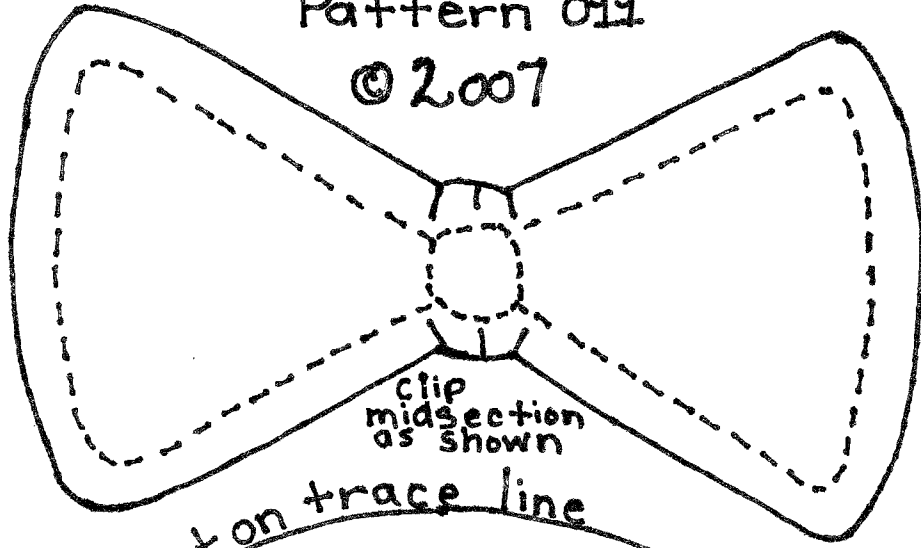 Pattern 011
© 2007
clip
midsection
as shown
on trace line